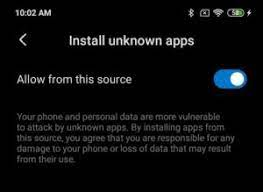 10:02 AM
Install unknown apps
Allow from this source
Your phone and personal data are more vulnerable
to attack by unknown apps. By installing apps from
this source, you agree that you are responsible for any
damage to your phone or loss of data that may result
from their use.